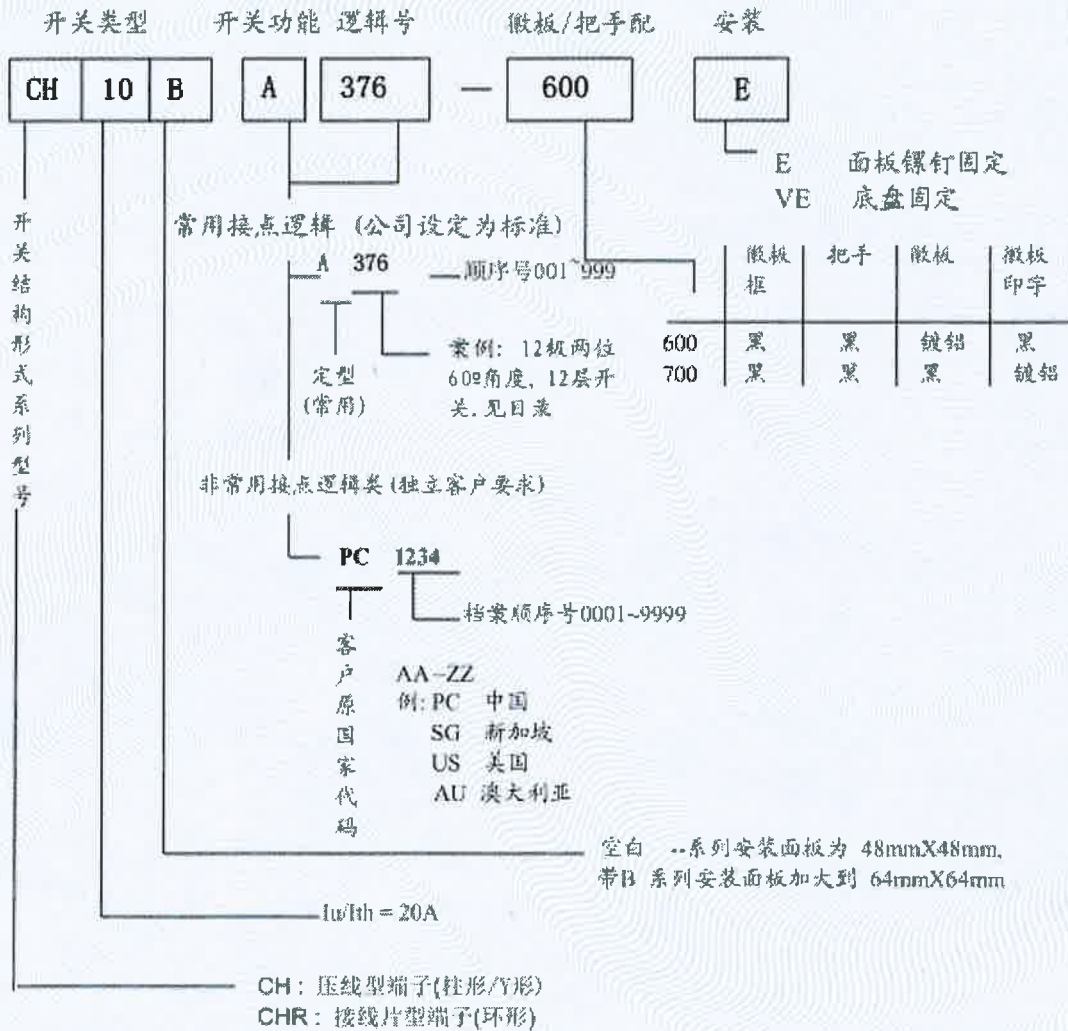 开关类型 开关功能 逻辑号 徽板/把手配 安装
CH 10 B A 376 — 600 E
E 面板镙钉固定
VE 底盘固定
开关结构形式系列型号
常用接点逻辑 (公司设定为标准)
A 376 顺序号001~999
定型
(常用)
案例: 12极两位
60º角度, 12层开
关.见目录
徽板框 把手 徽板 徽板印字
600 黑 黑 镀铝 黑
700 黑 黑 黑 镀铝
非常用接点逻辑类(独立客户要求)
PC 1234
档案顺序号0001~9999
客户原国家代码
AA-ZZ
例: PC 中国
SG 新加坡
US 美国
AU 澳大利亚
空白 --系列安装面板为 48mmX48mm,
带B 系列安装面板加大到 64mmX64mm
Iu/Ith = 20A
CH : 压线型端子(柱形/Y形)
CHR : 接线片型端子(环形)